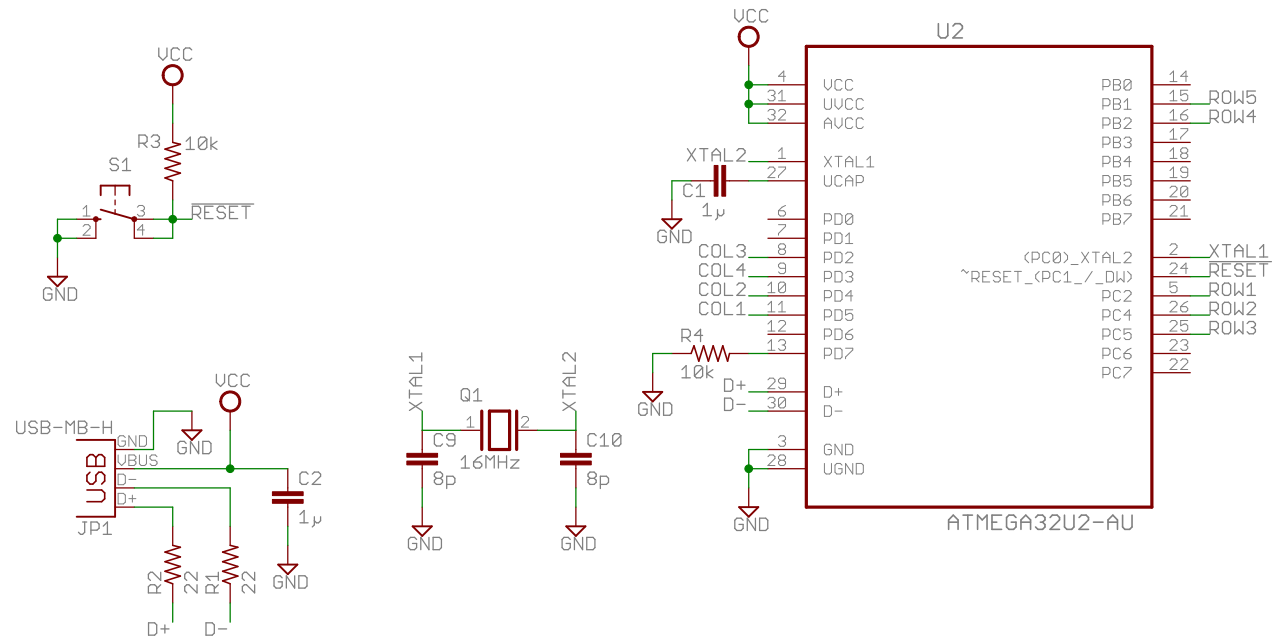 VCC
R3
10k
S1
1
3
2
4
RESET
GND
VCC
USB-MB-H
GND
GND
VBUS
D-
D+
USB
JP1
C2
1µ
GND
R2
22
R1
22
D+
D-
XTAL1
XTAL2
Q1
1
2
16MHz
C9
8p
C10
8p
GND
GND
VCC
U2
4 VCC
31 UVCC
32 AVCC
XTAL2 1 XTAL1
27 UCAP
C1
1µ
GND
6 PD0
7 PD1
COL3 8 PD2
COL4 9 PD3
COL2 10 PD4
COL1 11 PD5
12 PD6
R4
10k
13 PD7
GND
D+ 29 D+
D- 30 D-
3 GND
28 UGND
GND
PB0 14
PB1 15 ROW5
PB2 16 ROW4
PB3 17
PB4 18
PB5 19
PB6 20
PB7 21
(PC0)_XTAL2 2 XTAL1
~RESET_(PC1_/_DW) 24 RESET
PC2 5 ROW1
PC4 26 ROW2
PC5 25 ROW3
PC6 23
PC7 22
ATMEGA32U2-AU